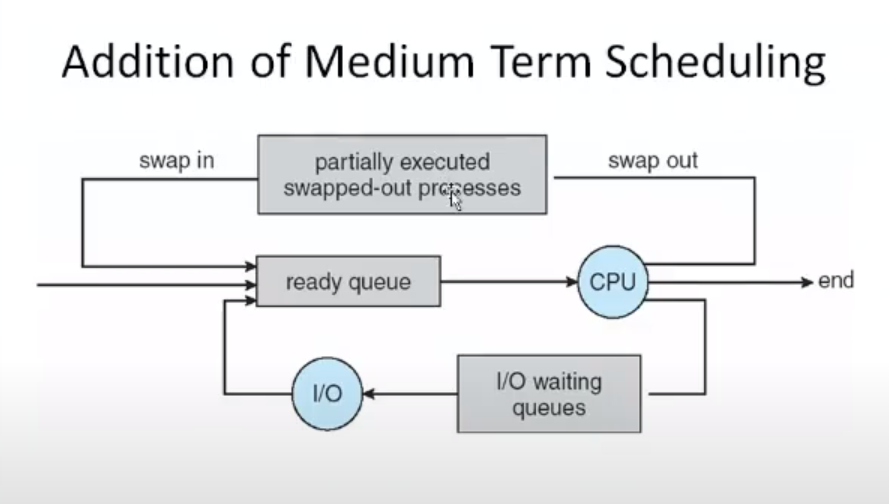 Addition of Medium Term Scheduling
swap in
partially executed
swapped-out processes
swap out
ready queue
CPU
end
I/O
I/O waiting
queues